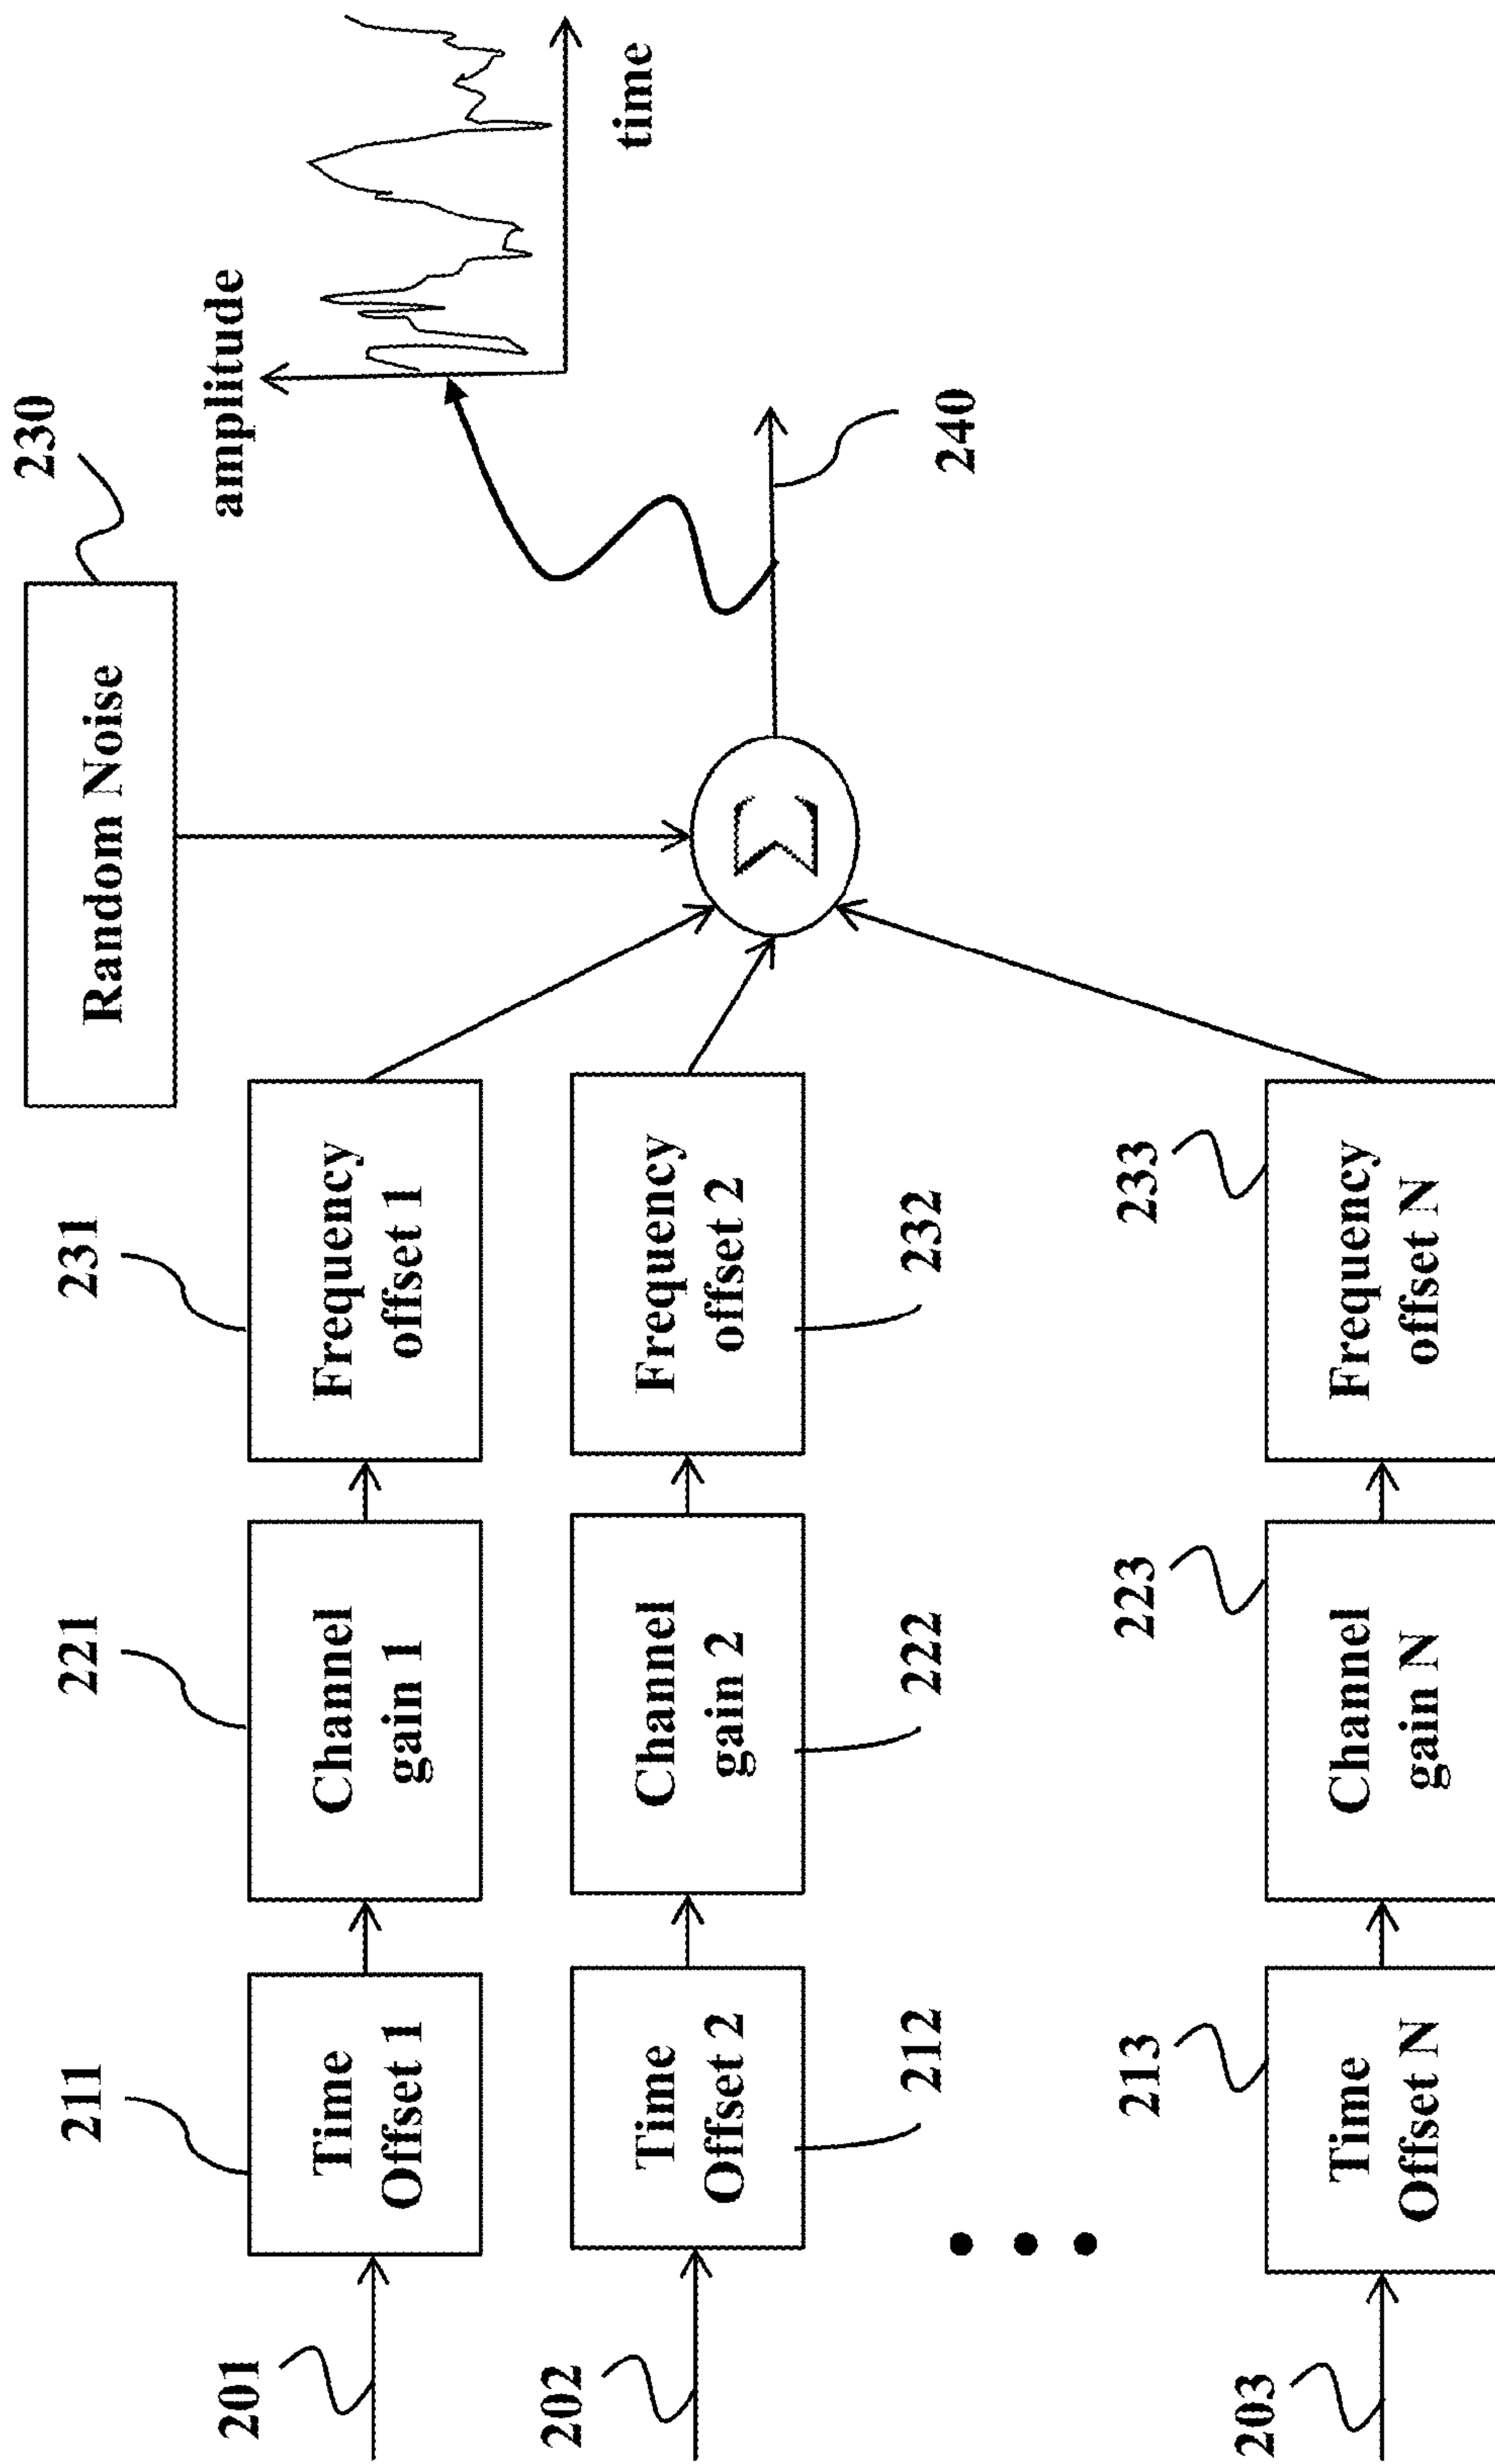 230
Random Noise
amplitude
time
231
221
211
Frequency
offset 1
Channel
gain 1
Time
Offset 1
201
Σ
240
Frequency
offset 2
Channel
gain 2
Time
Offset 2
202
232
222
212
233
223
213
Frequency
offset N
Channel
gain N
Time
Offset N
203